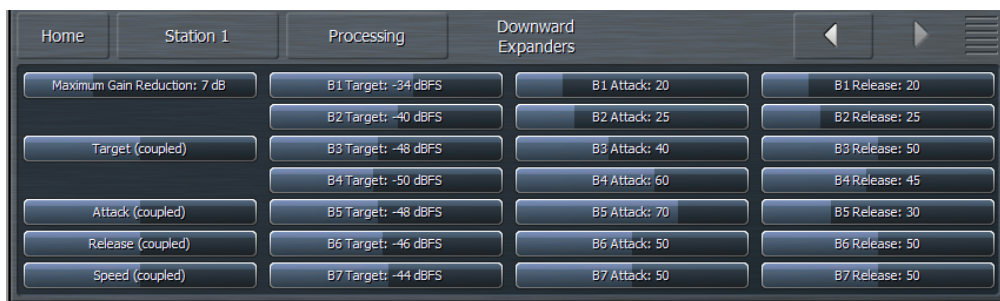 Home
Station 1
Processing
Downward
Expanders
Maximum Gain Reduction: 7 dB
B1 Target: -34 dBFS
B1 Attack: 20
B1 Release: 20
B2 Target: -40 dBFS
B2 Attack: 25
B2 Release: 25
Target (coupled)
B3 Target: -48 dBFS
B3 Attack: 40
B3 Release: 50
B4 Target: -50 dBFS
B4 Attack: 60
B4 Release: 45
Attack (coupled)
B5 Target: -48 dBFS
B5 Attack: 70
B5 Release: 30
Release (coupled)
B6 Target: -46 dBFS
B6 Attack: 50
B6 Release: 50
Speed (coupled)
B7 Target: -44 dBFS
B7 Attack: 50
B7 Release: 50